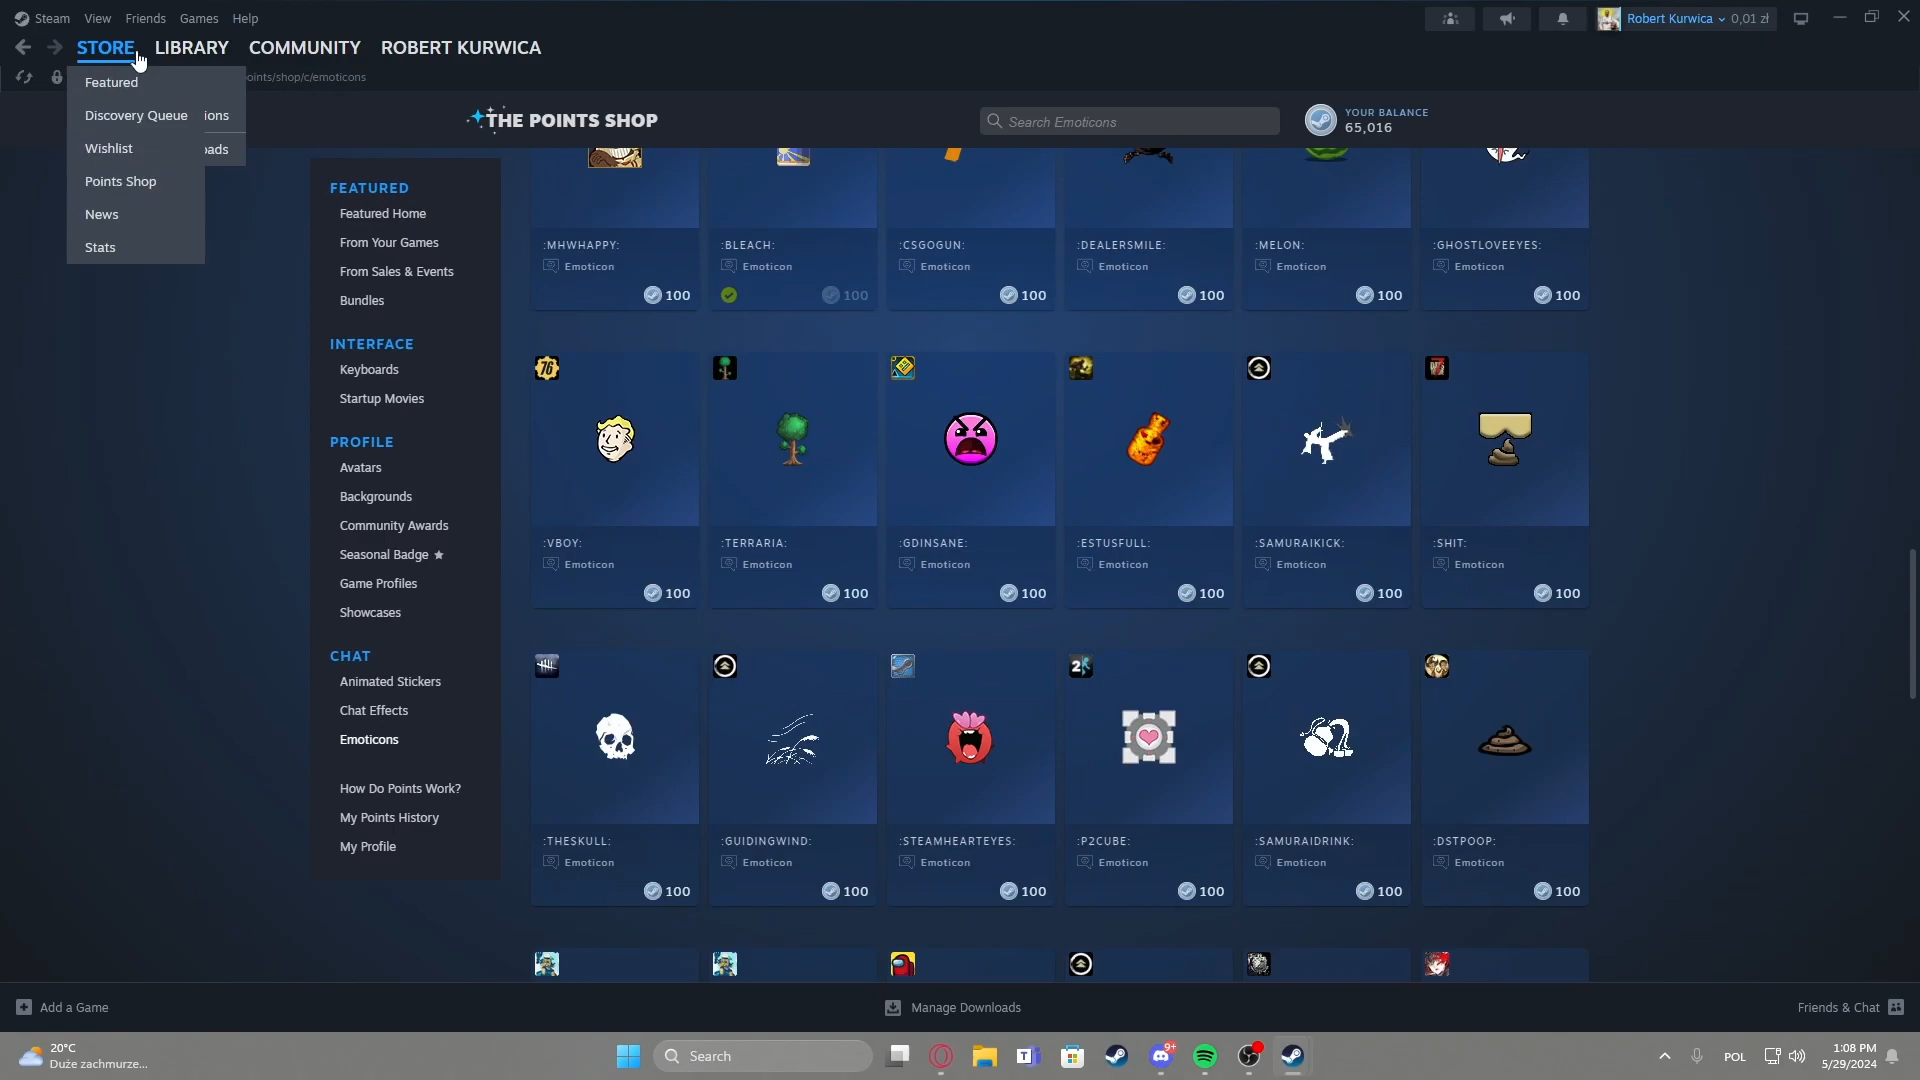 Steam View Friends Games Help
Robert Kurwica 0,01 zł
STORE LIBRARY COMMUNITY ROBERT KURWICA
oints/shop/c/emoticons
Featured
Discovery Queue
Wishlist
Points Shop
News
Stats
ions
oads
THE POINTS SHOP
Search Emoticons
YOUR BALANCE
65,016
FEATURED
Featured Home
From Your Games
From Sales & Events
Bundles
INTERFACE
Keyboards
Startup Movies
PROFILE
Avatars
Backgrounds
Community Awards
Seasonal Badge
Game Profiles
Showcases
CHAT
Animated Stickers
Chat Effects
Emoticons
How Do Points Work?
My Points History
My Profile
:MHWHAPPY: :BLEACH: :CSGOGUN: :DEALERSMILE: :MELON: :GHOSTLOVEEYES:
Emoticon Emoticon Emoticon Emoticon Emoticon Emoticon
100 100 100 100 100 100
76
:VBOY: :TERRARIA: :GDINSANE: :ESTUSFULL: :SAMURAIKICK: :SHIT:
Emoticon Emoticon Emoticon Emoticon Emoticon Emoticon
100 100 100 100 100 100
2
:THESKULL: :GUIDINGWIND: :STEAMHEARTEYES: :P2CUBE: :SAMURAIDRINK: :DSTPOOP:
Emoticon Emoticon Emoticon Emoticon Emoticon Emoticon
100 100 100 100 100 100
Add a Game
Manage Downloads
Friends & Chat
20°C
Duże zachmurze...
Search
9+
POL
1:08 PM
5/29/2024